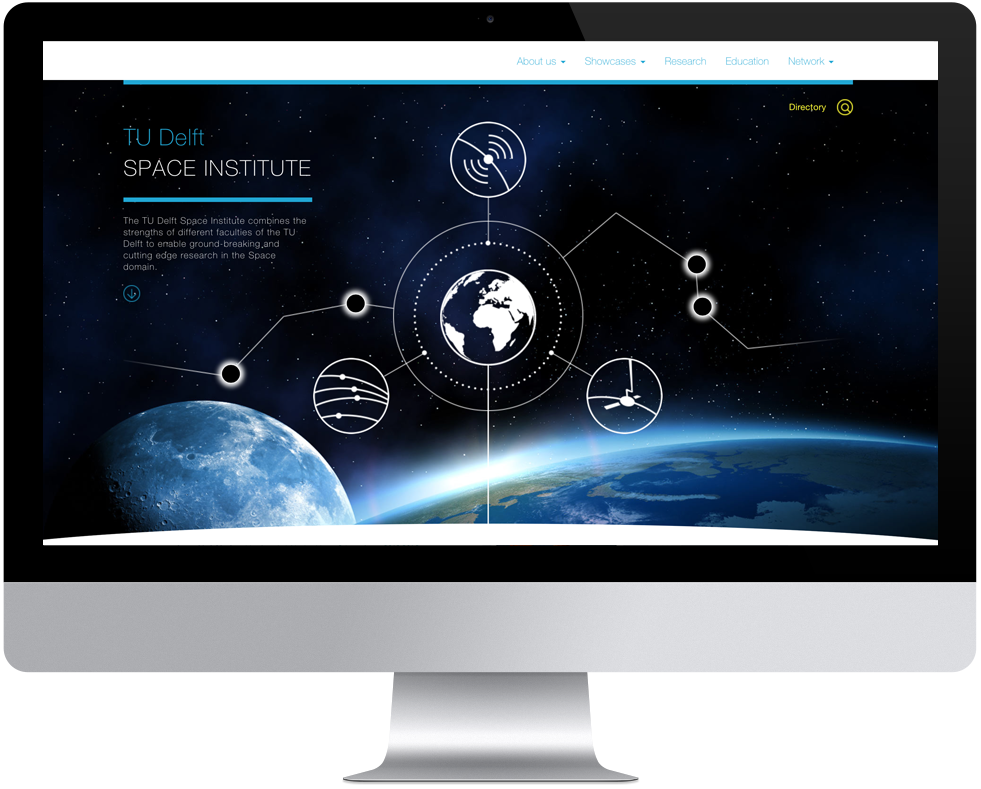 About us Showcases Research Education Network
Directory
TU Delft
SPACE INSTITUTE
The TU Delft Space Institute combines the
strengths of different faculties of the TU
Delft to enable ground-breaking and
cutting edge research in the Space
domain.